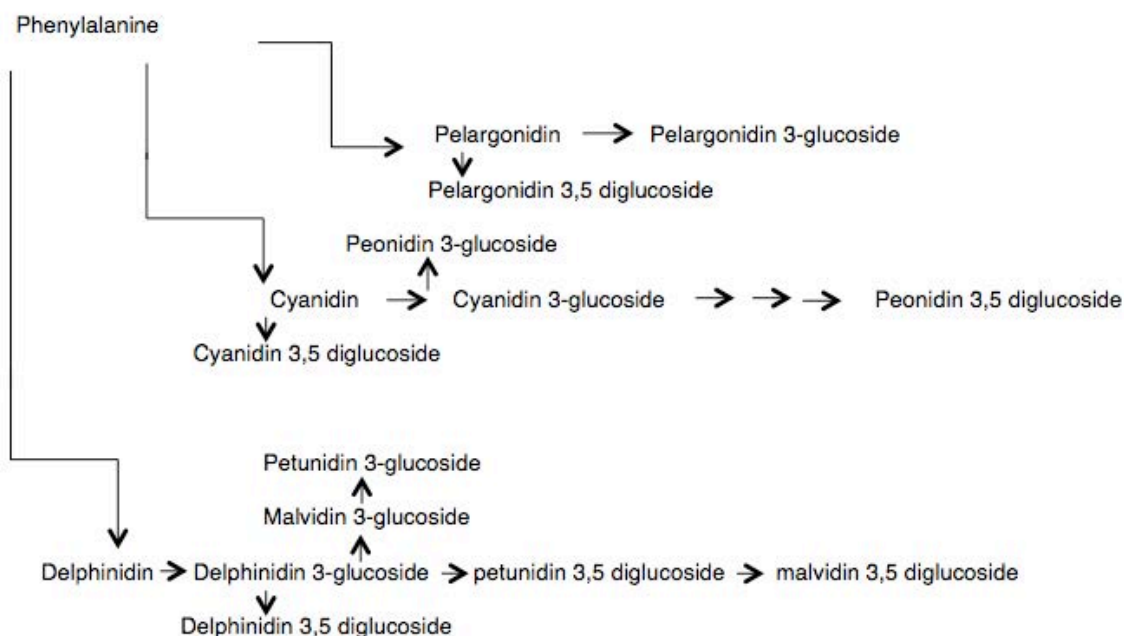 Phenylalanine
Pelargonidin Pelargonidin 3-glucoside
Pelargonidin 3,5 diglucoside
Peonidin 3-glucoside
Cyanidin Cyanidin 3-glucoside Peonidin 3,5 diglucoside
Cyanidin 3,5 diglucoside
Petunidin 3-glucoside
Malvidin 3-glucoside
Delphinidin Delphinidin 3-glucoside petunidin 3,5 diglucoside malvidin 3,5 diglucoside
Delphinidin 3,5 diglucoside